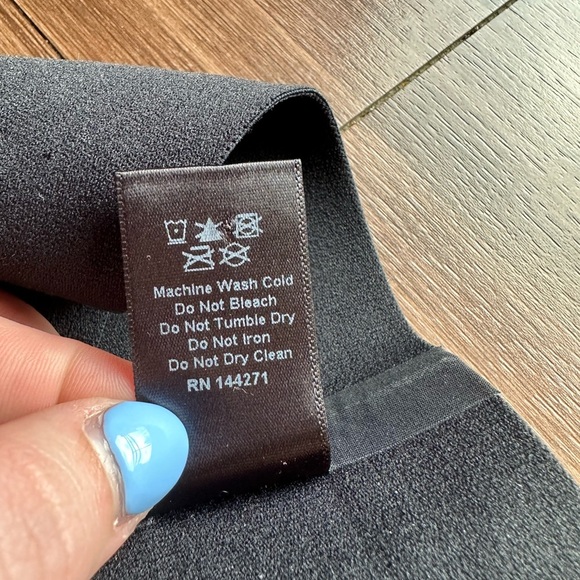 Machine Wash Cold
Do Not Bleach
Do Not Tumble Dry
Do Not Iron
Do Not Dry Clean
RN 144271